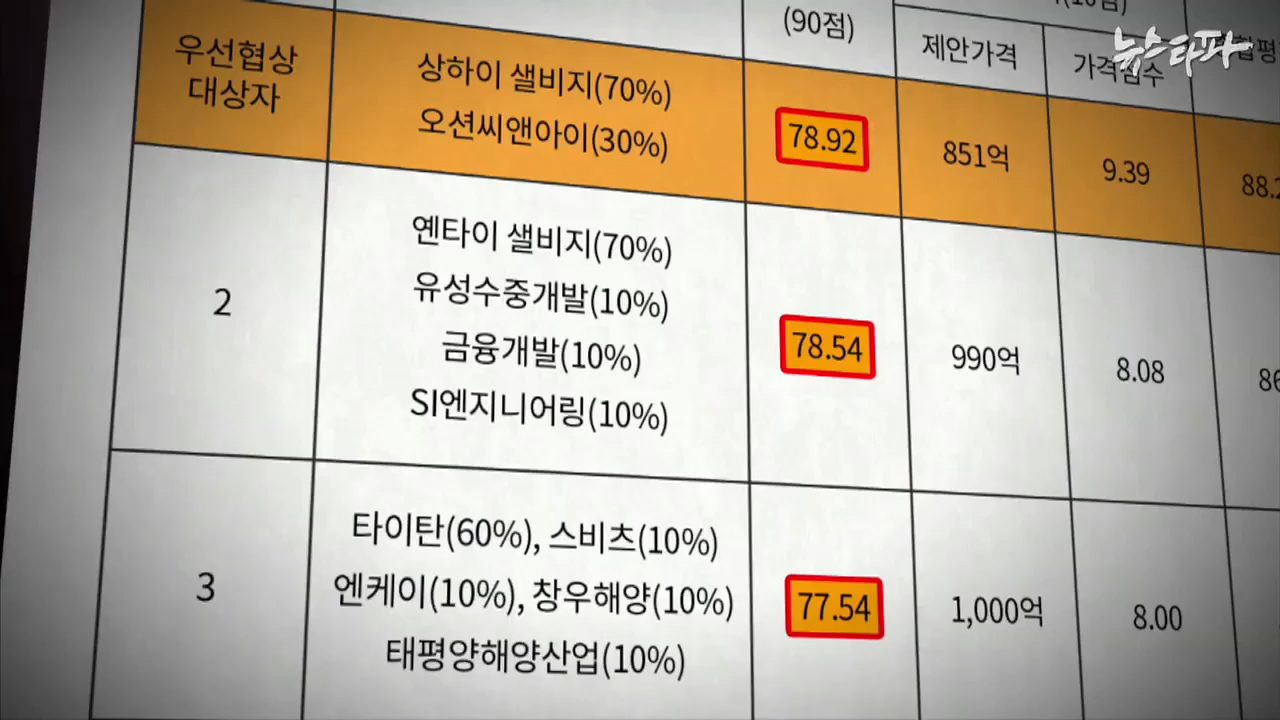 뉴스타파
(90점)
제안가격
가격점수
우선협상
대상자
상하이 샐비지(70%)
오션씨앤아이(30%)
78.92
851억
9.39
88.2
2
옌타이 샐비지(70%)
유성수중개발(10%)
금융개발(10%)
SI엔지니어링(10%)
78.54
990억
8.08
86
3
타이탄(60%), 스비츠(10%)
엔케이(10%), 창우해양(10%)
태평양해양산업(10%)
77.54
1,000억
8.00